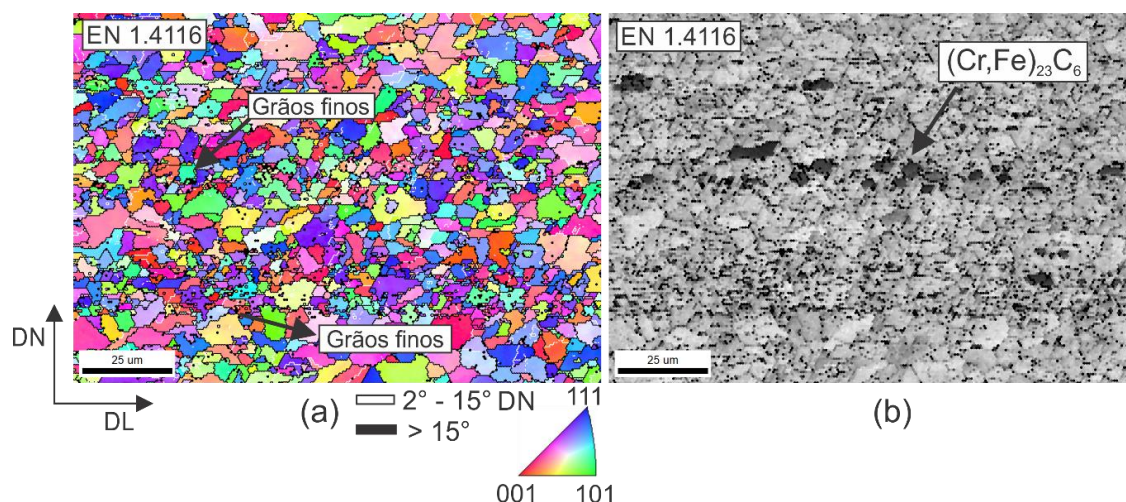 EN 1.4116
Grãos finos
Grãos finos
25 um
DN
DL
(a)
2° - 15°
> 15°
DN
111
001
101
EN 1.4116
(Cr,Fe)₂₃C₆
25 um
(b)